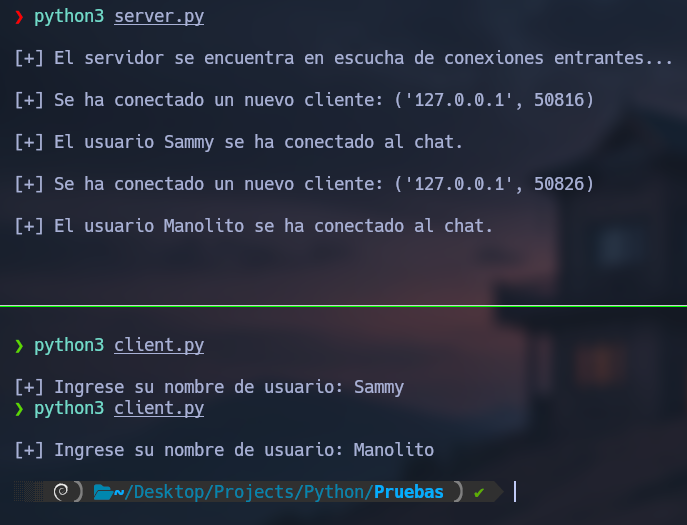 ❯ python3 server.py
[+] El servidor se encuentra en escucha de conexiones entrantes...
[+] Se ha conectado un nuevo cliente: ('127.0.0.1', 50816)
[+] El usuario Sammy se ha conectado al chat.
[+] Se ha conectado un nuevo cliente: ('127.0.0.1', 50826)
[+] El usuario Manolito se ha conectado al chat.
❯ python3 client.py
[+] Ingrese su nombre de usuario: Sammy
❯ python3 client.py
[+] Ingrese su nombre de usuario: Manolito
~/Desktop/Projects/Python/Pruebas ✔